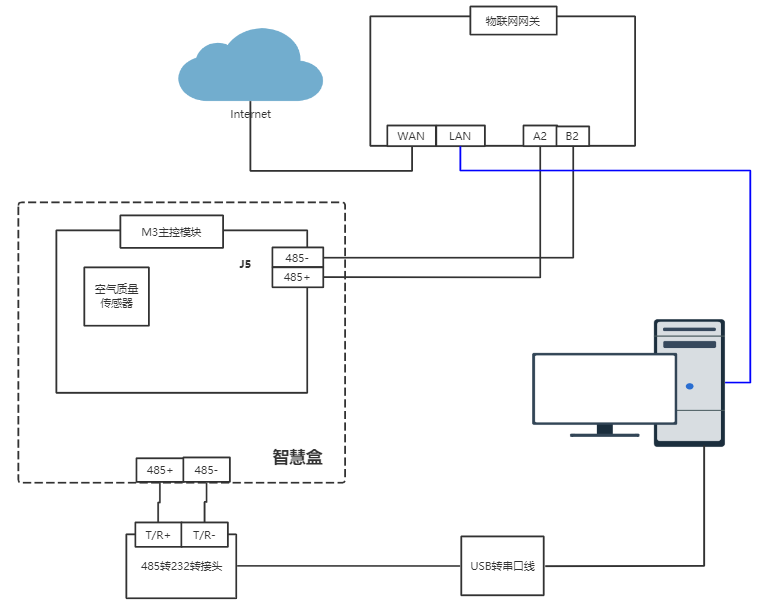 物联网网关
Internet
WAN
LAN
A2
B2
M3主控模块
J5
485-
485+
空气质量
传感器
智慧盒
485+
485-
T/R+
T/R-
485转232转接头
USB转串口线